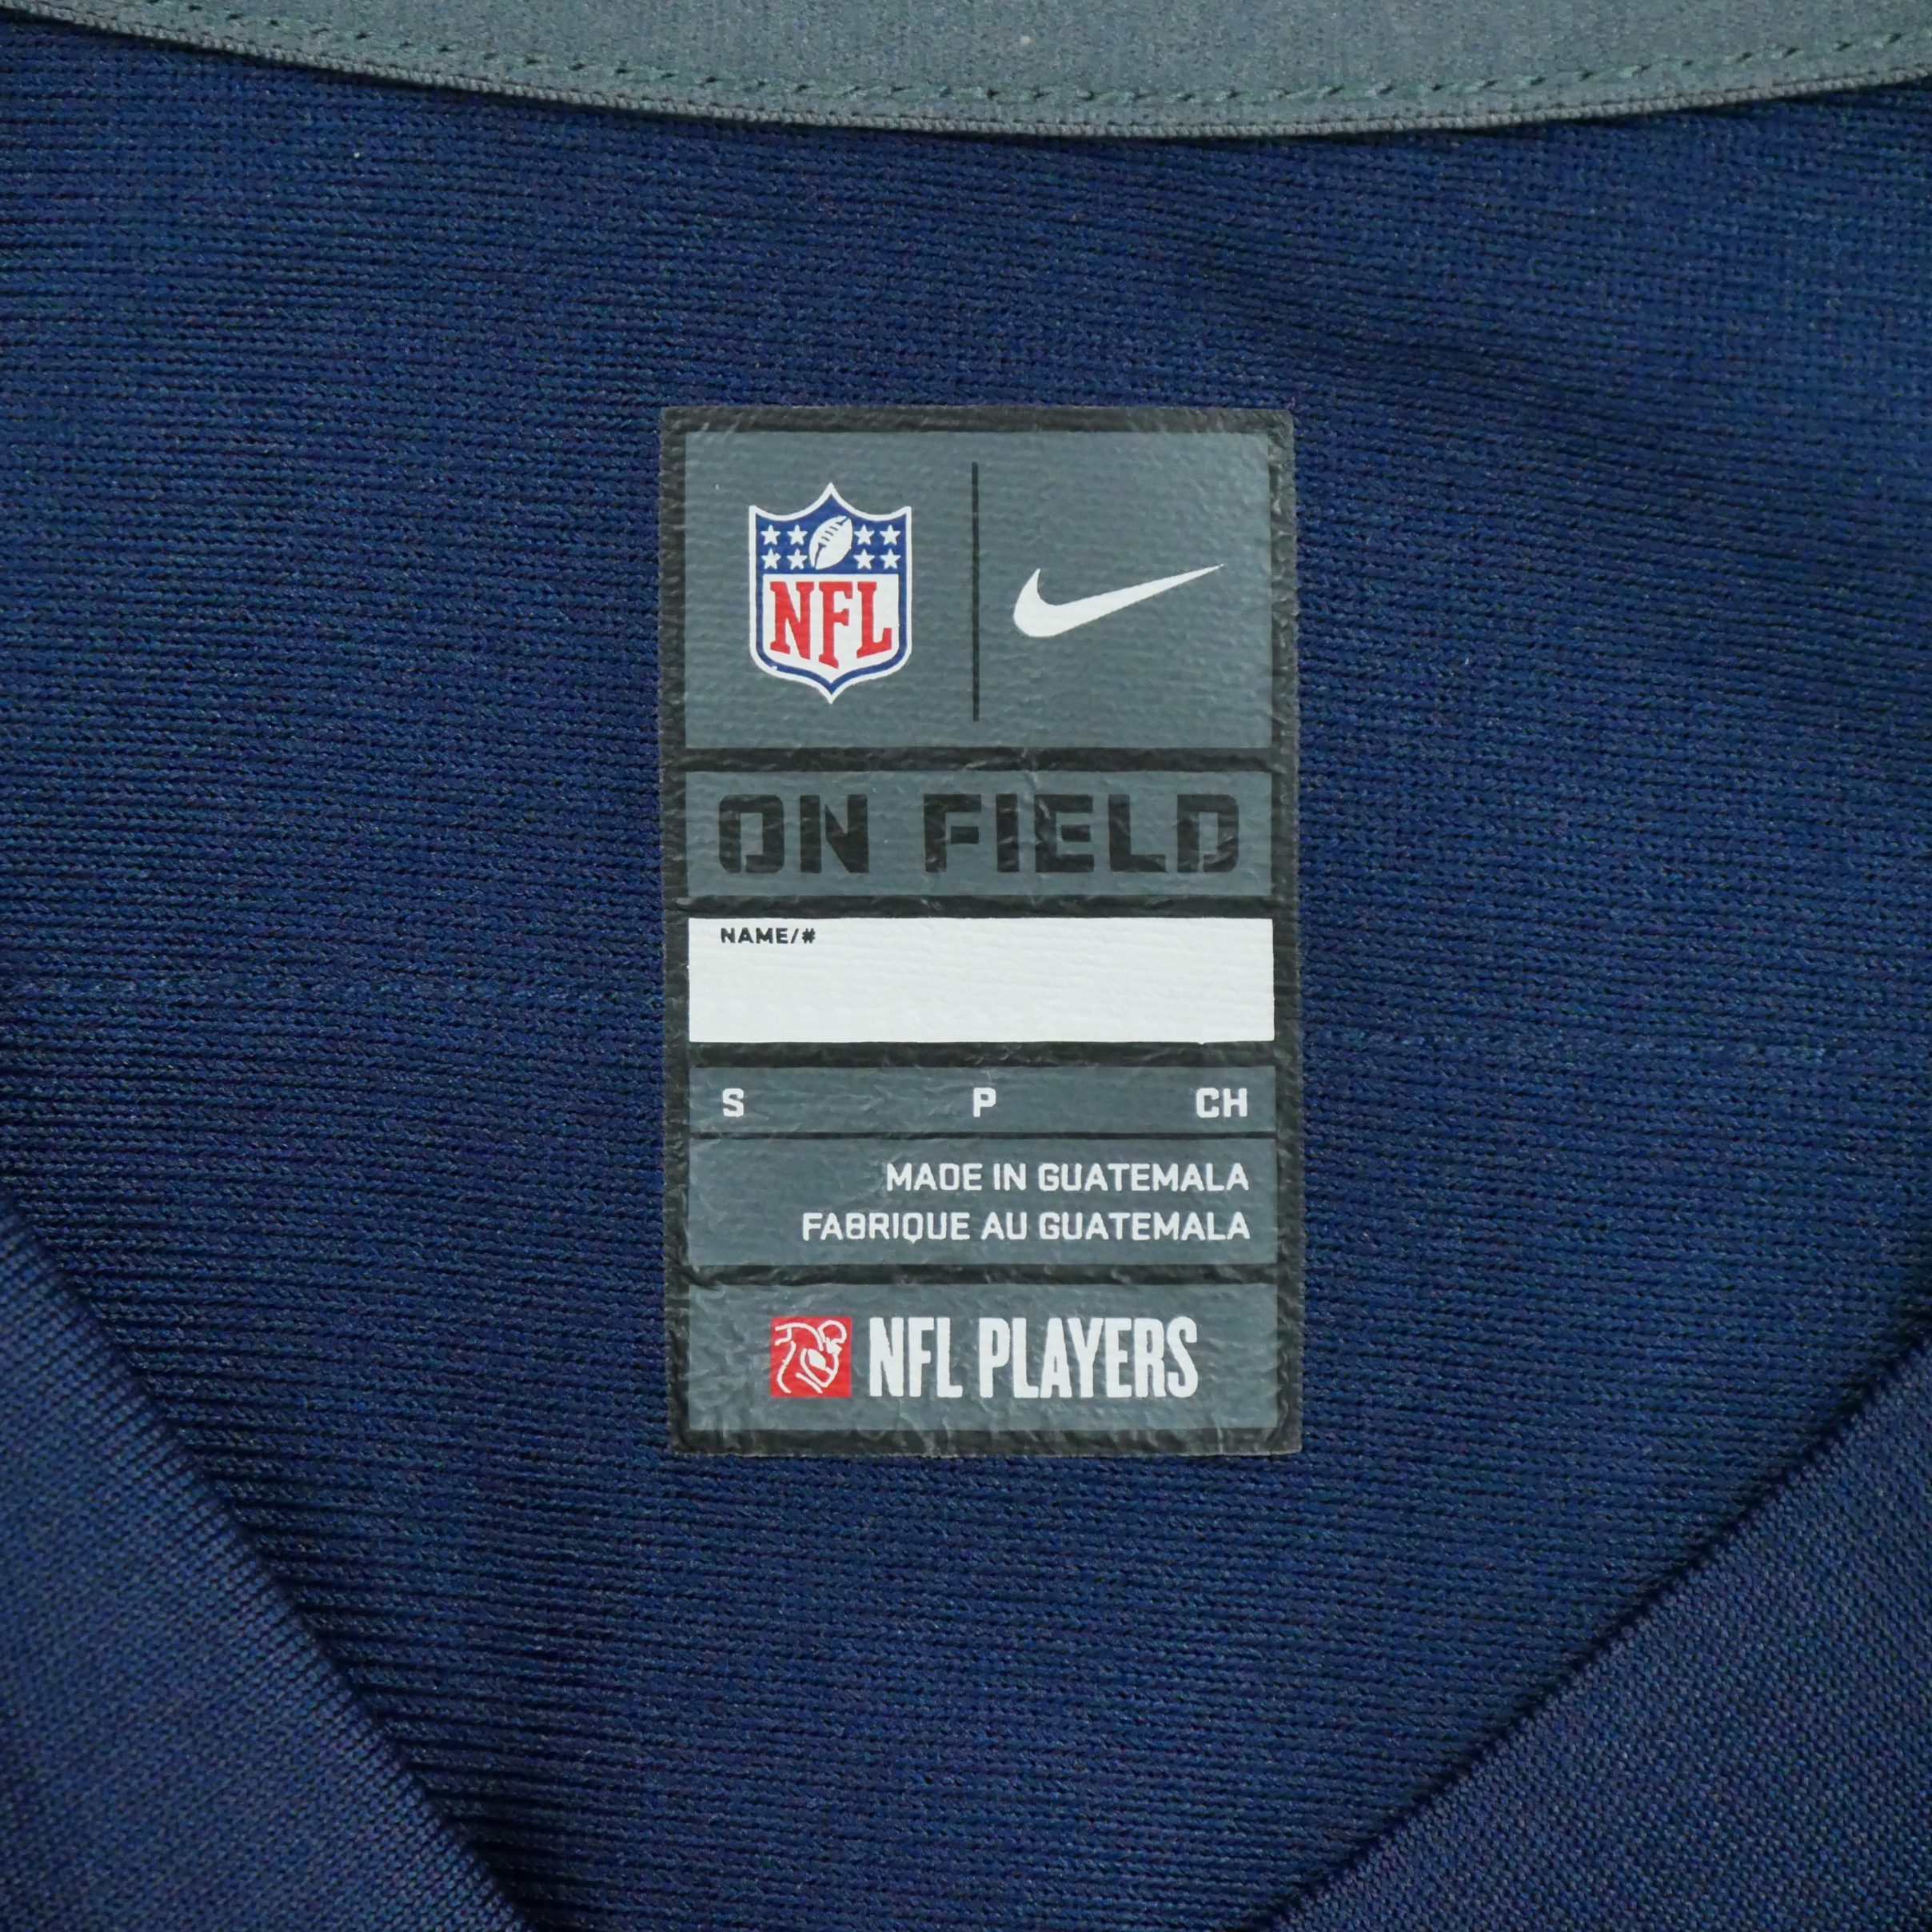 NFL
ON FIELD
NAME/#
S P CH
MADE IN GUATEMALA
FABRIQUE AU GUATEMALA
NFL PLAYERS